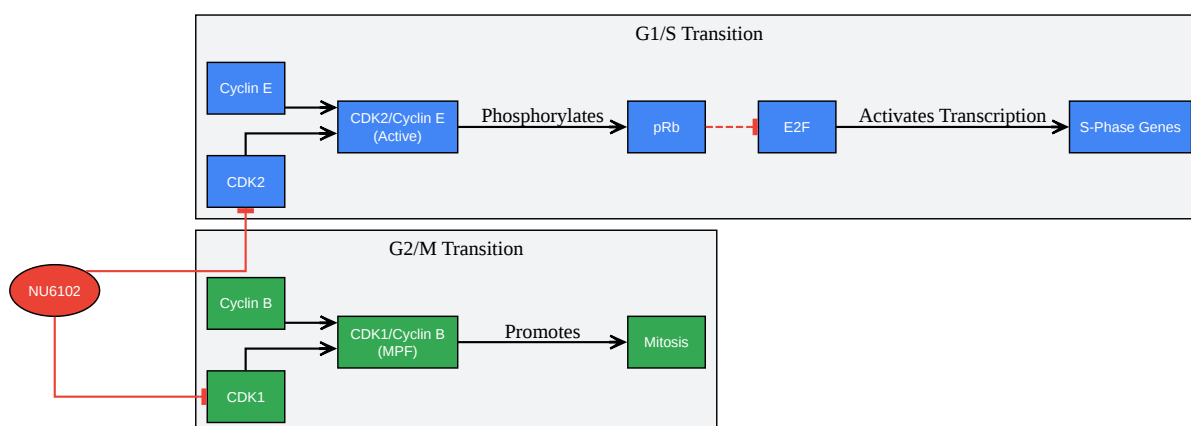 G1/S Transition
Cyclin E
CDK2/Cyclin E
(Active)
Phosphorylates
pRb
E2F
Activates Transcription
S-Phase Genes
CDK2
G2/M Transition
NU6102
Cyclin B
CDK1/Cyclin B
(MPF)
Promotes
Mitosis
CDK1